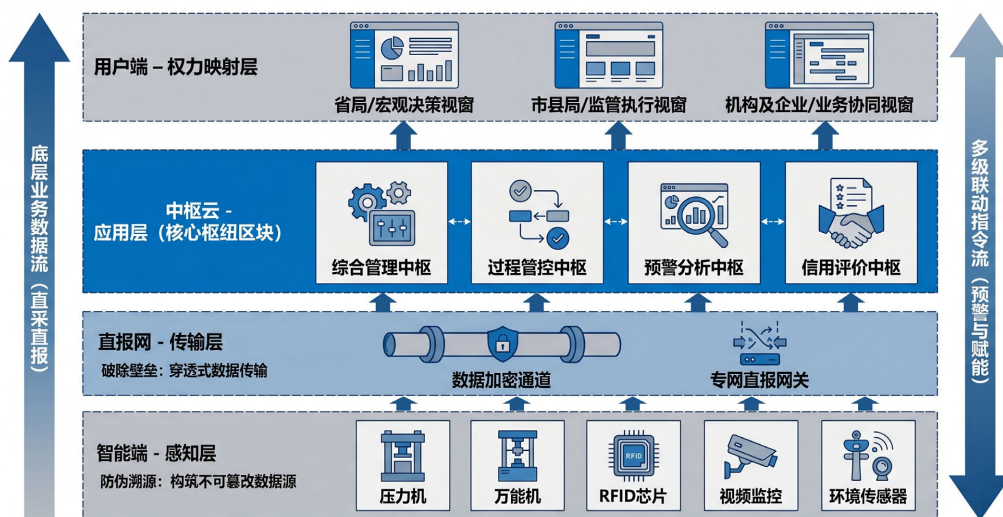 用户端 – 权力映射层
省局/宏观决策视窗
市县局/监管执行视窗
机构及企业/业务协同视窗
底层业务数据流（直采直报）
多级联动指令流（预警与赋能）
中枢云 -
应用层（核心枢纽区块）
综合管理中枢
过程管控中枢
预警分析中枢
信用评价中枢
直报网 - 传输层
破除壁垒：穿透式数据传输
数据加密通道
专网直报网关
智能端 - 感知层
防伪溯源：构筑不可篡改数据源
压力机
万能机
RFID
RFID芯片
视频监控
环境传感器